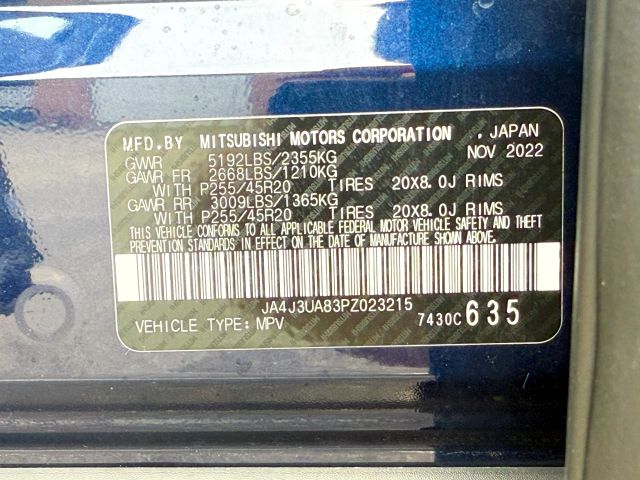 MFD.BY MITSUBISHI MOTORS CORPORATION , JAPAN
GVWR 5192LBS/2355KG NOV 2022
GAWR FR 2668LBS/1210KG
WITH P255/45R20 TIRES 20X8.0J RIMS
GAWR RR 3009LBS/1365KG
WITH P255/45R20 TIRES 20X8.0J RIMS
THIS VEHICLE CONFORMS TO ALL APPLICABLE FEDERAL MOTOR VEHICLE SAFETY AND THEFT
PREVENTION STANDARDS IN EFFECT ON THE DATE OF MANUFACTURE SHOWN ABOVE.
JA4J3UA83PZ023215
VEHICLE TYPE: MPV 7430C 635